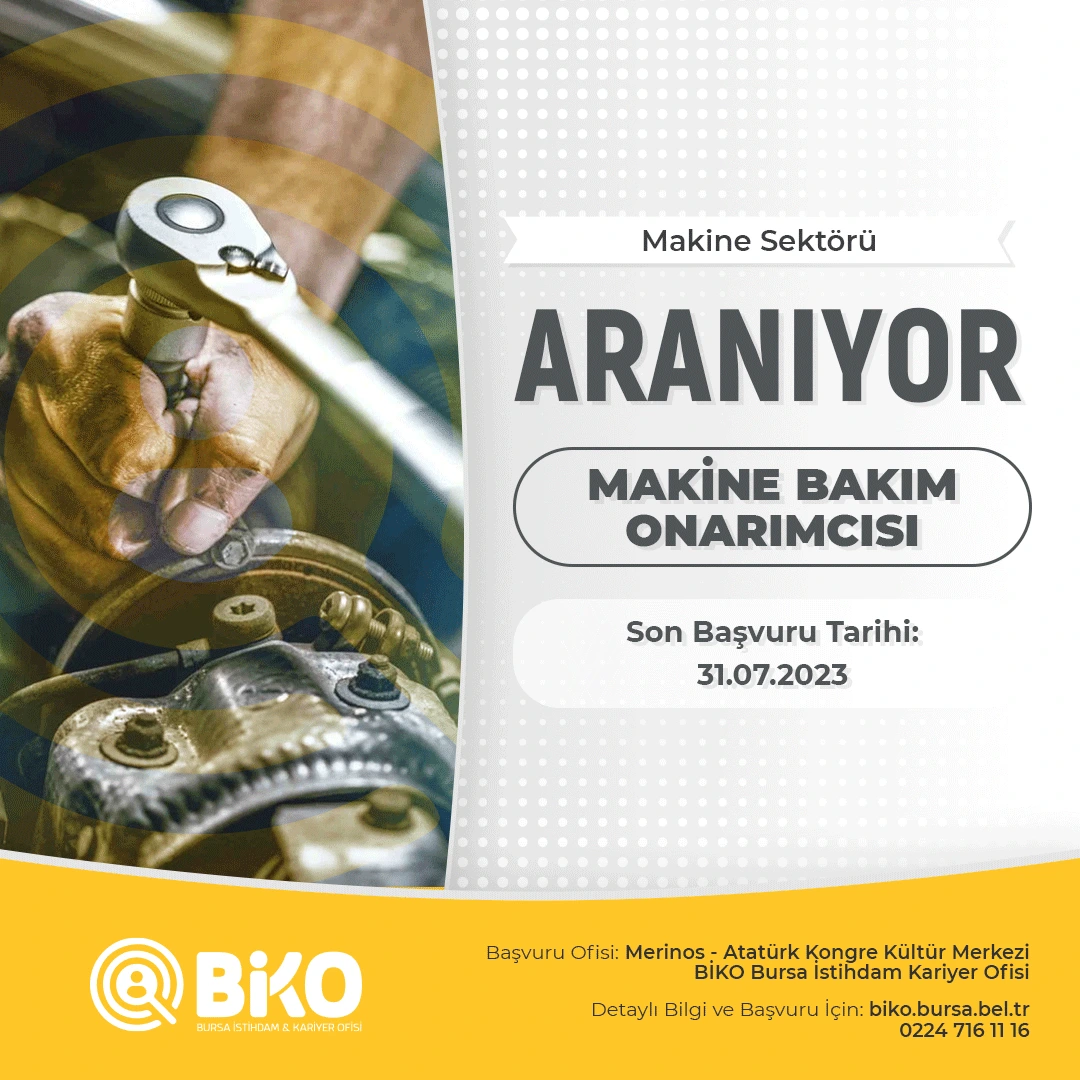 Makine Sektörü
ARANIYOR
MAKİNE BAKIM
ONARIMCISI
Son Başvuru Tarihi:
31.07.2023
BİKO
BURSA İSTİHDAM & KARİYER OFİSİ
Başvuru Ofisi: Merinos - Atatürk Kongre Kültür Merkezi
BİKO Bursa İstihdam Kariyer Ofisi
Detaylı Bilgi ve Başvuru İçin: biko.bursa.bel.tr
0224 716 11 16